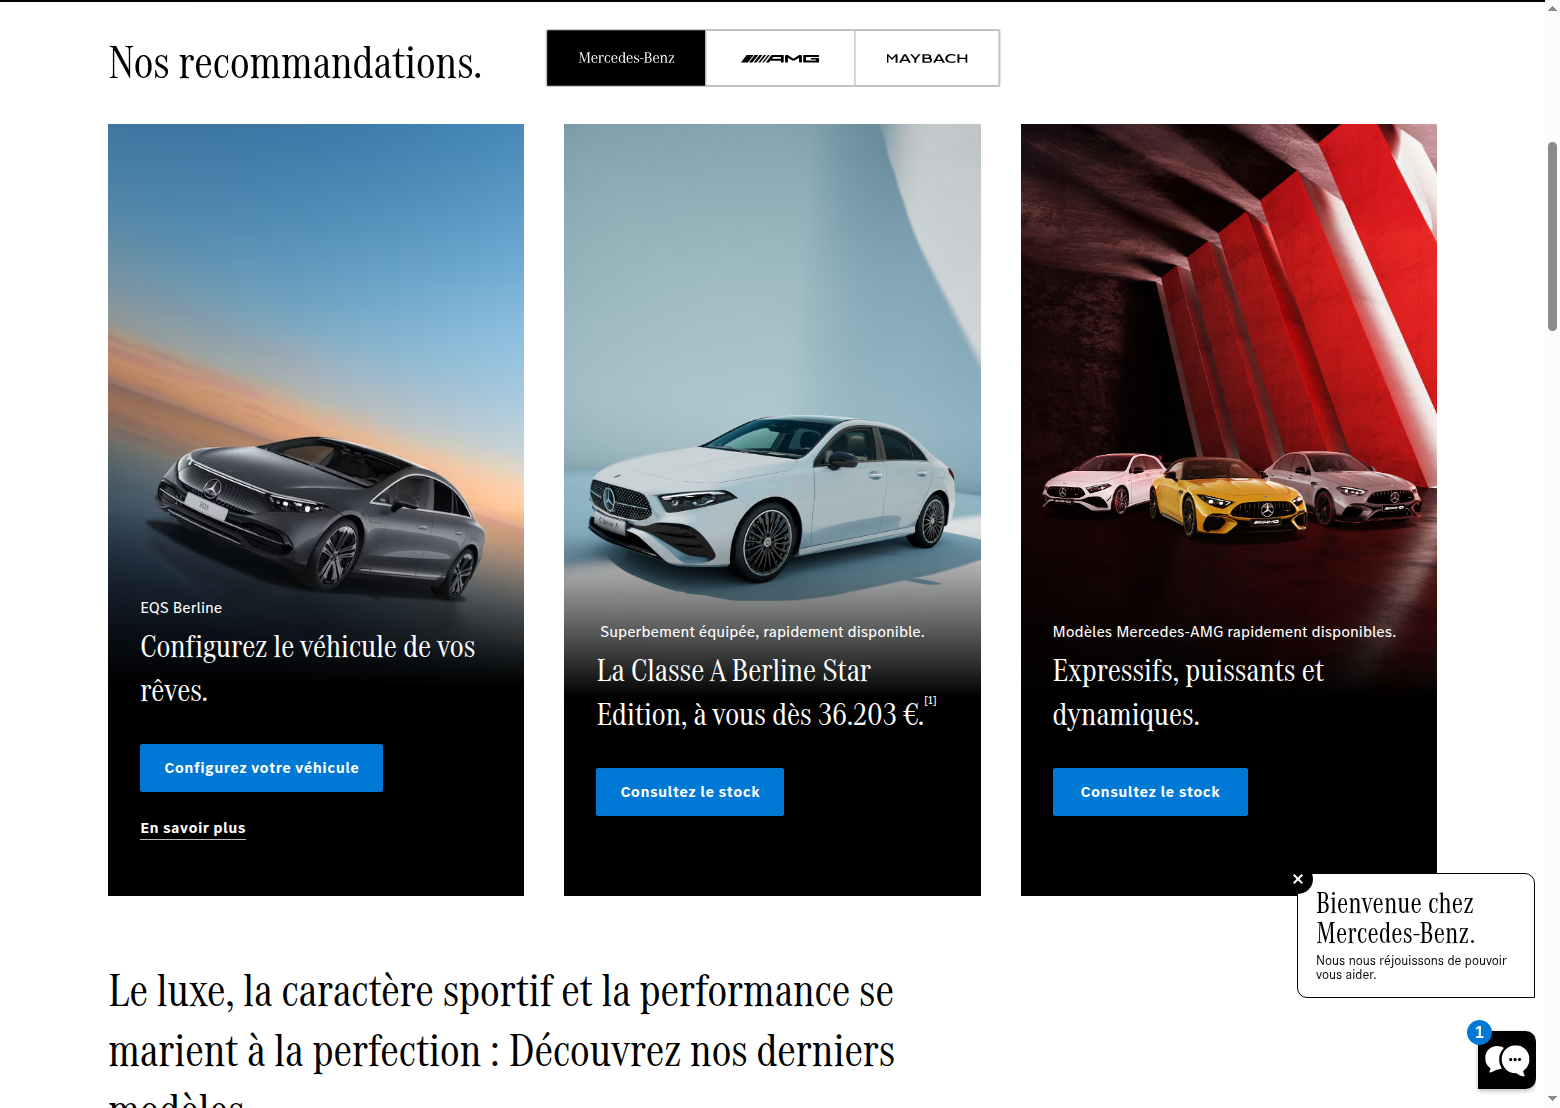 Nos recommandations.
Mercedes-Benz
AMG
MAYBACH
EQS Berline
Configurez le véhicule de vos
rêves.
Configurez votre véhicule
En savoir plus
Classe A
Superbement équipée, rapidement disponible.
La Classe A Berline Star
Edition, à vous dès 36.203 €.[1]
Consultez le stock
Modèles Mercedes-AMG rapidement disponibles.
Expressifs, puissants et
dynamiques.
Consultez le stock
Bienvenue chez
Mercedes-Benz.
Nous nous réjouissons de pouvoir
vous aider.
1
Le luxe, la caractère sportif et la performance se
marient à la perfection : Découvrez nos derniers
modèles